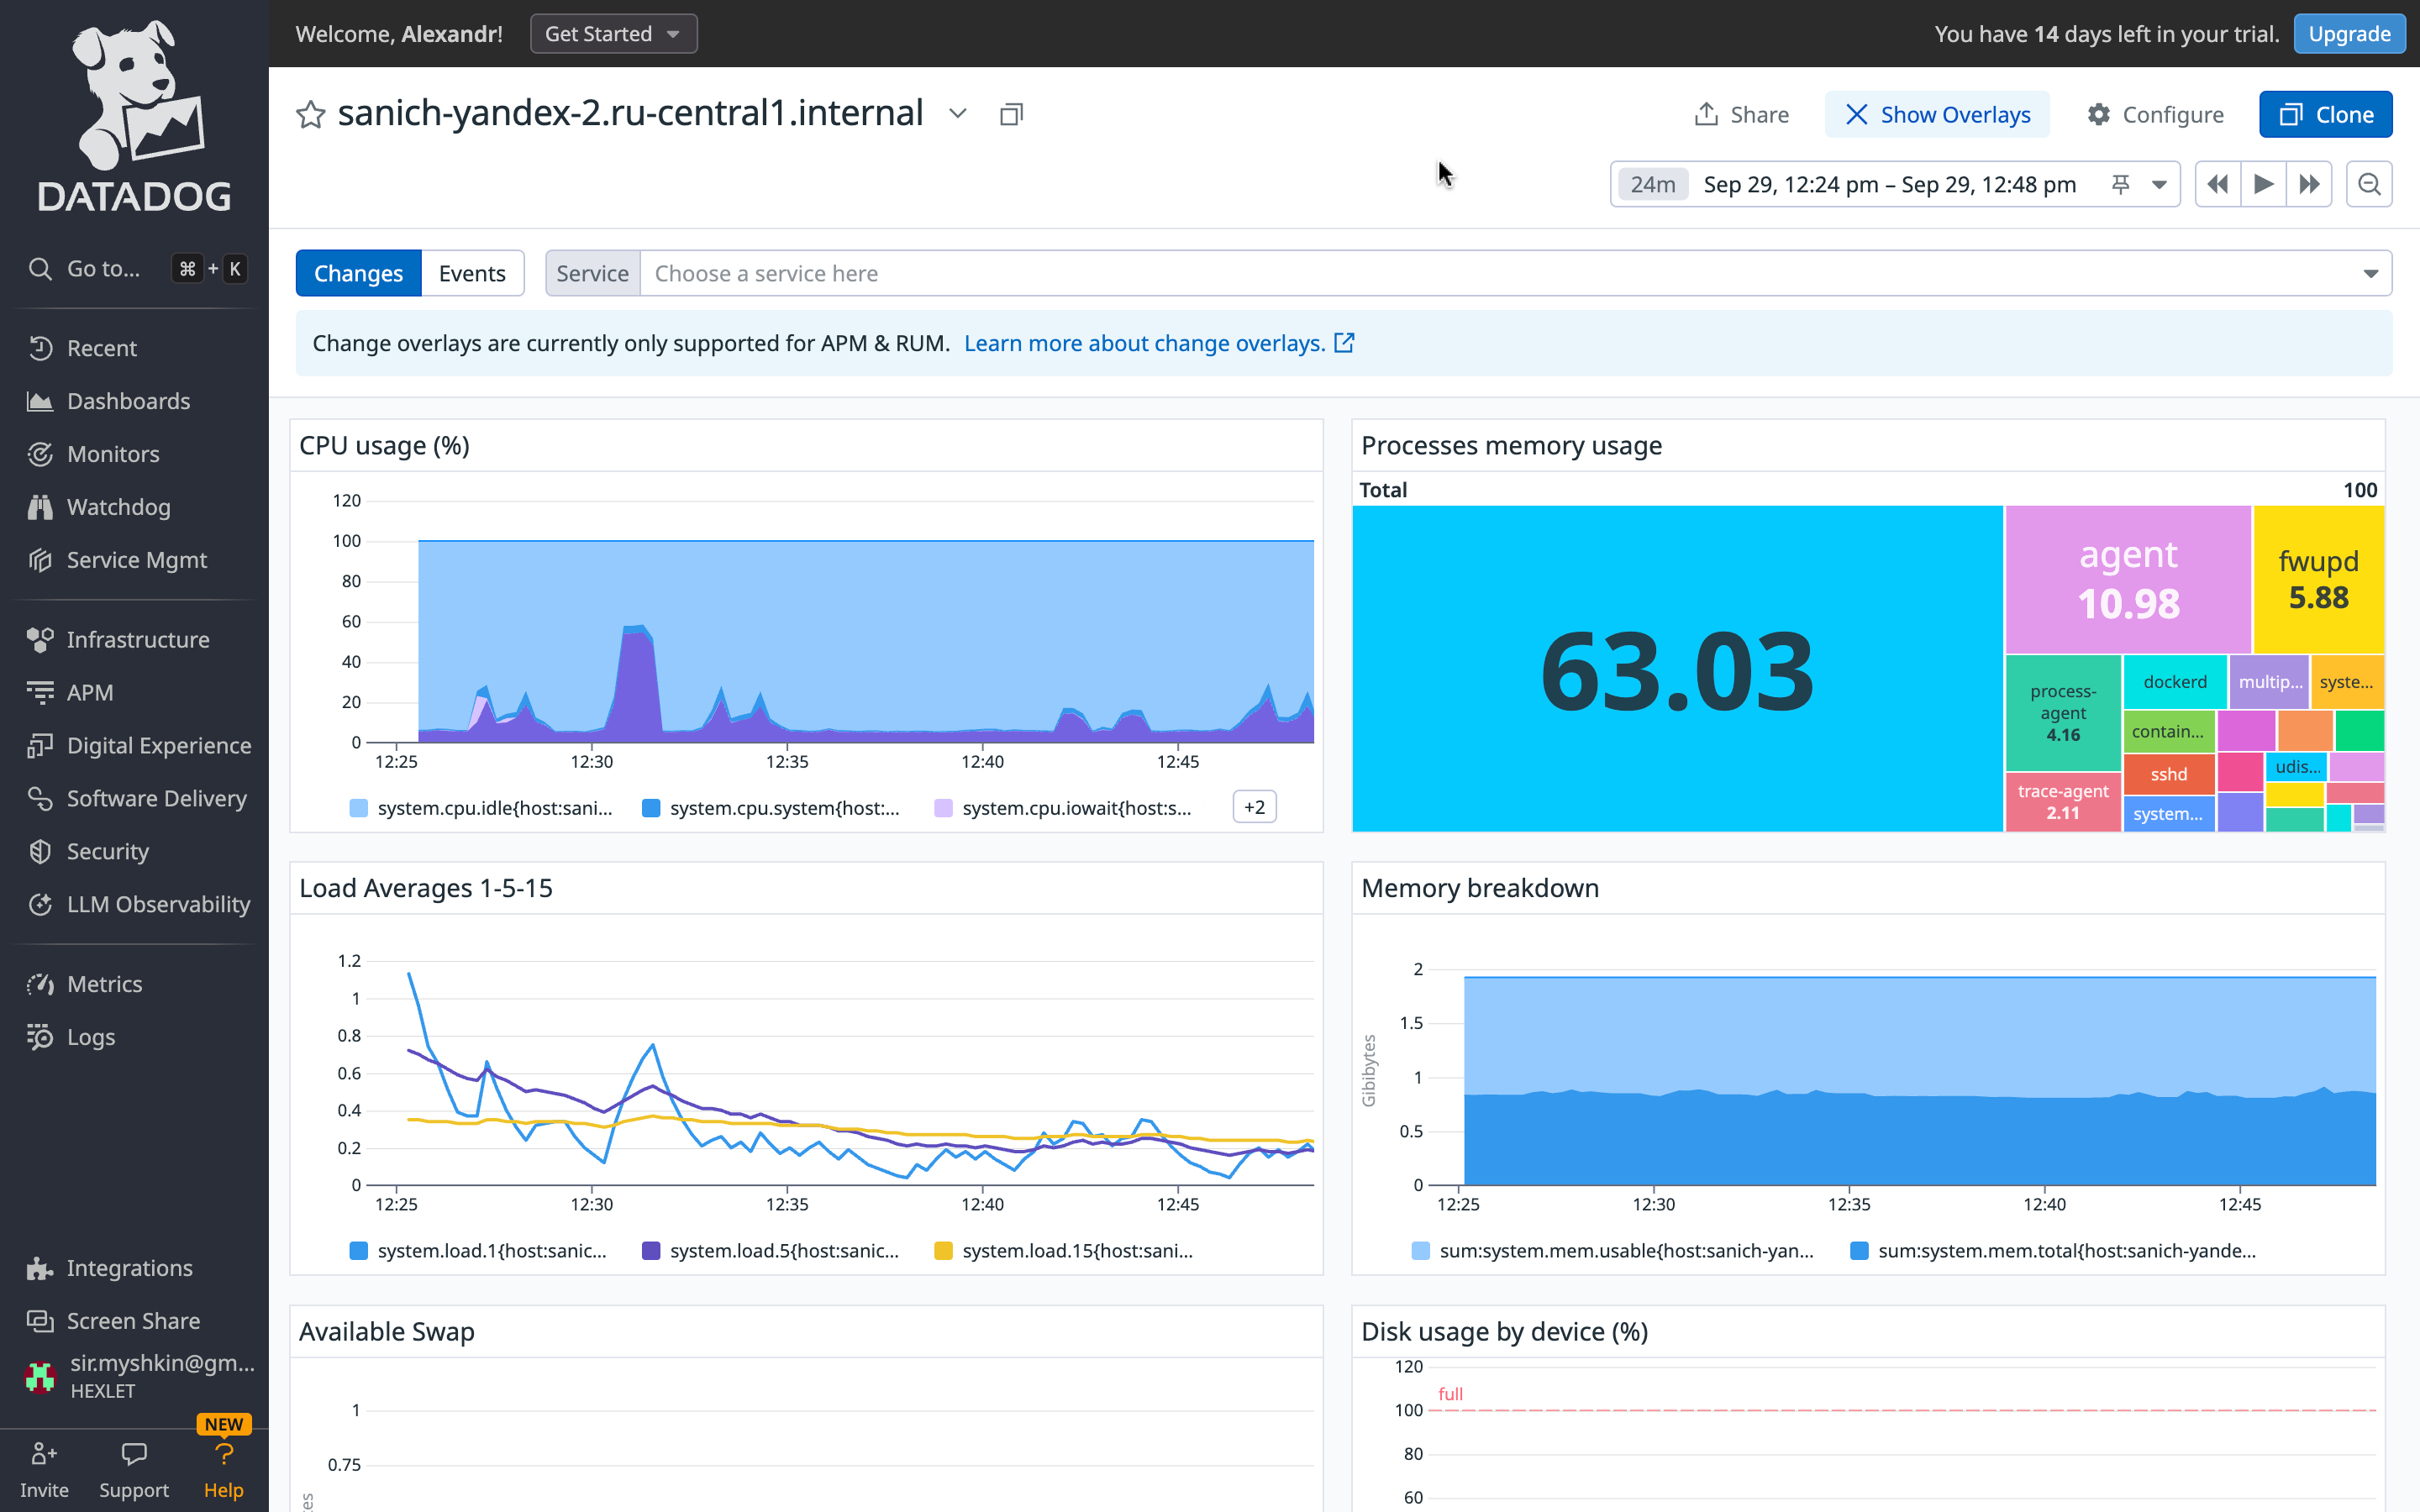 DATADOG
Go to... ⌘ + K
Recent
Dashboards
Monitors
Watchdog
Service Mgmt
Infrastructure
APM
Digital Experience
Software Delivery
Security
LLM Observability
Metrics
Logs
Integrations
Screen Share
sir.myshkin@gm...
HEXLET
NEW
Invite Support Help
Welcome, Alexandr! Get Started
You have 14 days left in your trial. Upgrade
sanich-yandex-2.ru-central1.internal
Share Show Overlays Configure Clone
24m Sep 29, 12:24 pm – Sep 29, 12:48 pm
Changes Events Service Choose a service here
Change overlays are currently only supported for APM & RUM. Learn more about change overlays.
CPU usage (%)
120
100
80
60
40
20
0
12:25 12:30 12:35 12:40 12:45
system.cpu.idle{host:sani... system.cpu.system{host:... system.cpu.iowait{host:s... +2
Processes memory usage
Total 100
63.03
agent
10.98
fwupd
5.88
process-
agent
4.16
trace-agent
2.11
dockerd multip... syste...
contain...
sshd udis...
system...
Load Averages 1-5-15
1.2
1
0.8
0.6
0.4
0.2
0
12:25 12:30 12:35 12:40 12:45
system.load.1{host:sanic... system.load.5{host:sanic... system.load.15{host:sani...
Memory breakdown
Gibibytes
2
1.5
1
0.5
0
12:25 12:30 12:35 12:40 12:45
sum:system.mem.usable{host:sanich-yan... sum:system.mem.total{host:sanich-yande...
Available Swap
1
0.75
Disk usage by device (%)
120
full
100
80
60